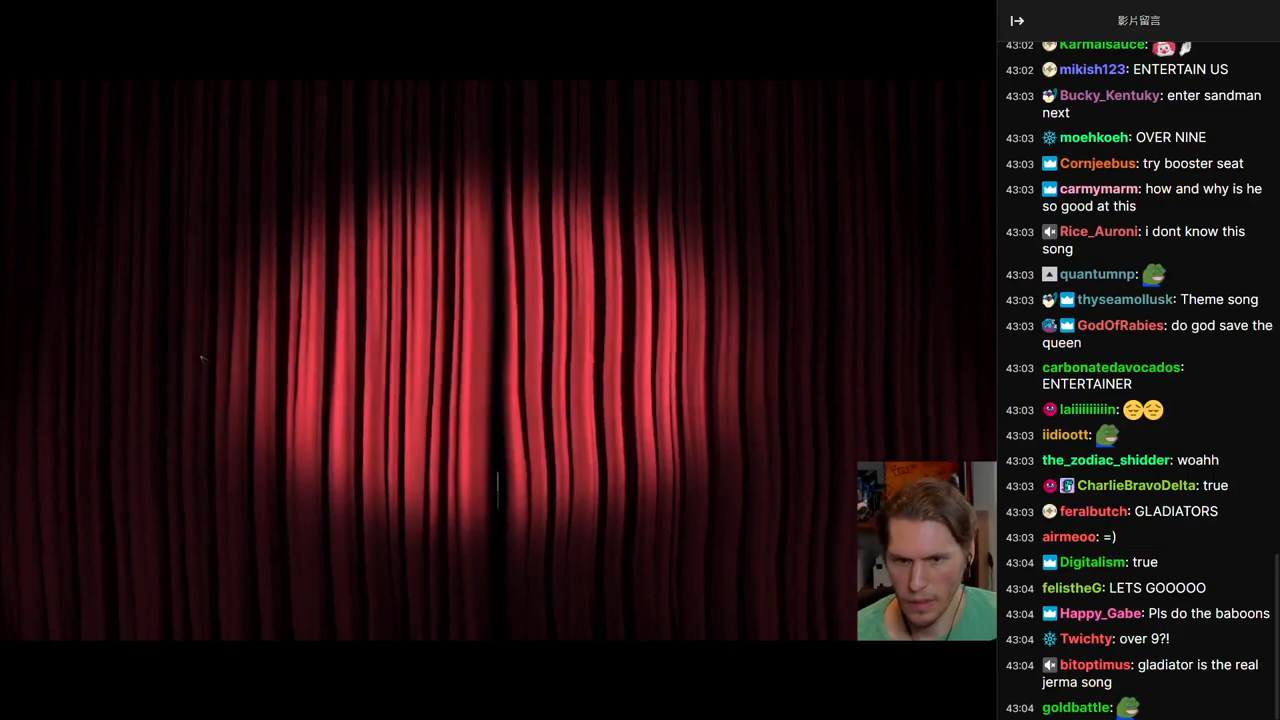 影片留言
43:02 Karmalsauce:
43:02 mikish123: ENTERTAIN US
43:03 Bucky_Kentuky: enter sandman
next
43:03 moehkoeh: OVER NINE
43:03 Cornjeebus: try booster seat
43:03 carmymarm: how and why is he
so good at this
43:03 Rice_Auroni: i dont know this
song
43:03 quantumnp:
43:03 thyseamollusk: Theme song
43:03 GodOfRabies: do god save the
queen
43:03 carbonatedavocados:
ENTERTAINER
43:03 laiiiiiiiiiin: 😔😔
43:03 iidioott:
43:03 the_zodiac_shidder: woahh
43:03 CharlieBravoDelta: true
43:03 feralbutch: GLADIATORS
43:03 airmeoo: =)
43:04 Digitalism: true
43:04 felistheG: LETS GOOOOO
43:04 Happy_Gabe: Pls do the baboons
43:04 Twichty: over 9?!
43:04 bitoptimus: gladiator is the real
jerma song
43:04 goldbattle: